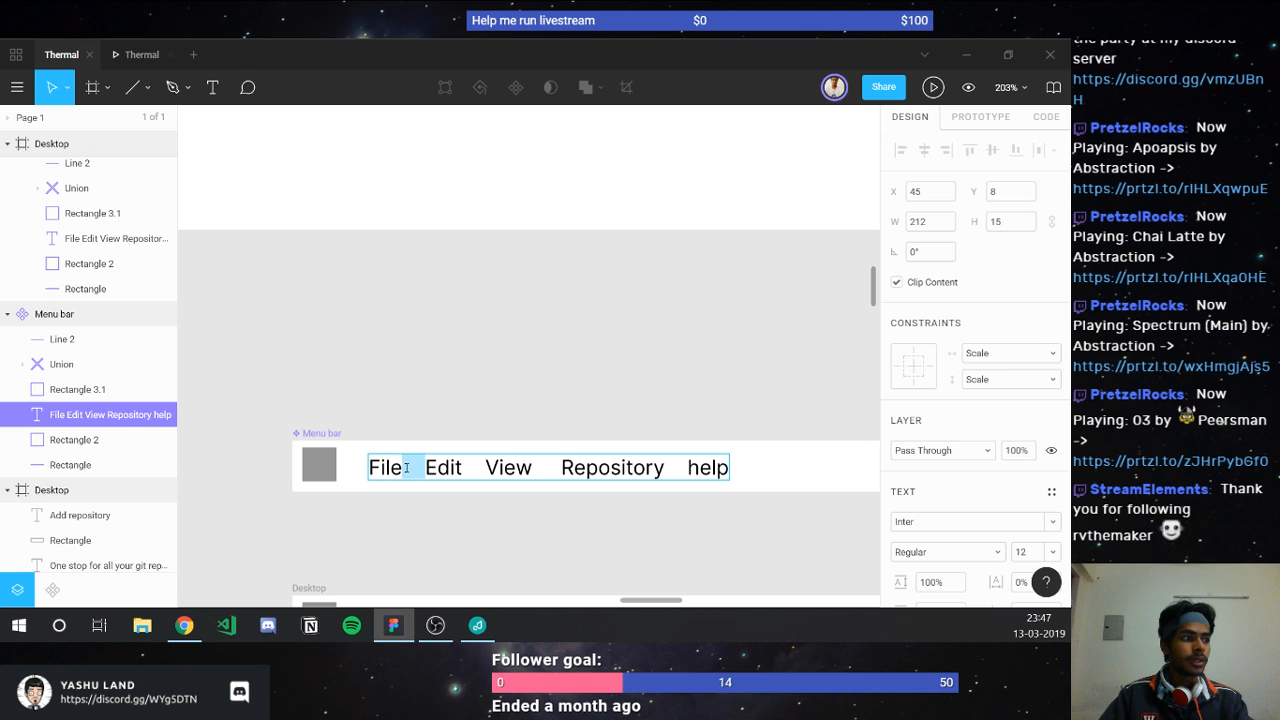 Help me run livestream $0 $100
Thermal
Thermal
Share
203%
Page 1
1 of 1
Desktop
Line 2
Union
Rectangle 3.1
File Edit View Repositor...
Rectangle 2
Rectangle
Menu bar
Line 2
Union
Rectangle 3.1
File Edit View Repository help
Rectangle 2
Rectangle
Desktop
Add repository
Rectangle
One stop for all your git rep...
Menu bar
File Edit View Repository help
Desktop
DESIGN PROTOTYPE CODE
X 45 Y 8
W 212 H 15
0°
Clip Content
CONSTRAINTS
Scale
Scale
LAYER
Pass Through 100%
TEXT
Inter
Regular 12
100% 0%
?
23:47
13-03-2019
the party at my discord
server
https://discord.gg/vmzUBn
H
PretzelRocks: Now
Playing: Apoapsis by
Abstraction ->
https://prtzl.to/rIHLXqwpuE
PretzelRocks: Now
Playing: Chai Latte by
Abstraction ->
https://prtzl.to/rIHLXqa0HE
PretzelRocks: Now
Playing: Spectrum (Main) by
Abstraction ->
https://prtzl.to/wxHmgjAjs5
PretzelRocks: Now
Playing: 03 by Peersman
->
https://prtzl.to/zJHrPyb6f0
StreamElements: Thank
you for following
rvthemaker
YASHU LAND
https://discord.gg/WYg5DTN
Follower goal:
0 14 50
Ended a month ago